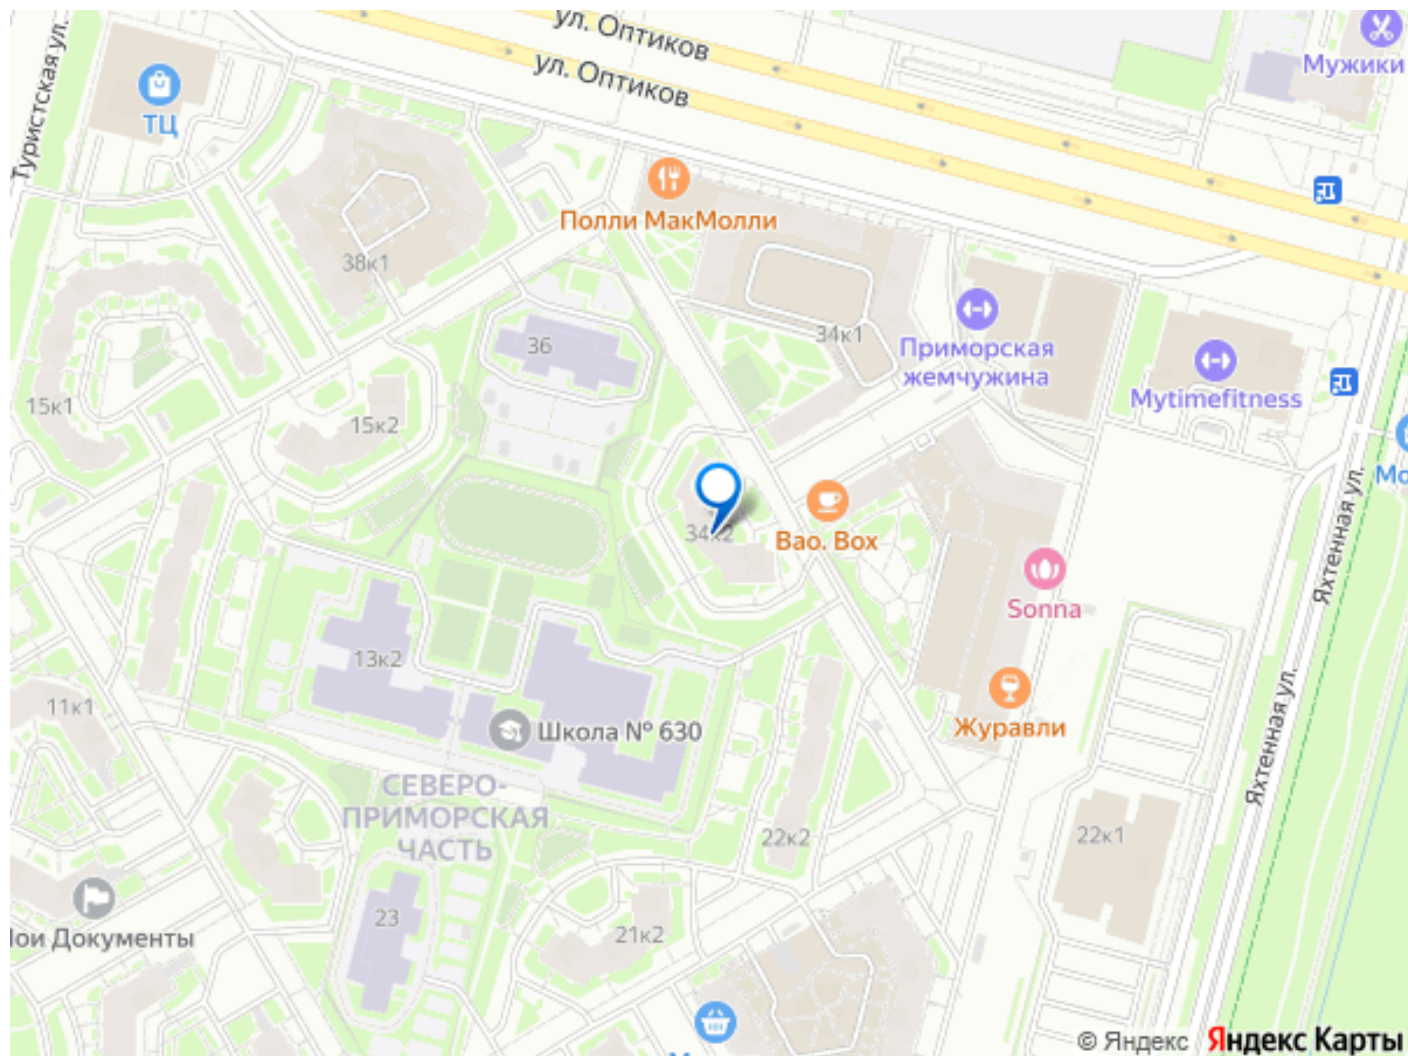 ул. Оптиков
ул. Оптиков
Туристская ул.
ТЦ
Мужики
Полли МакМолли
38к1
34к1
36
Приморская
жемчужина
Mytimefitness
15к1
15к2
34к2
Bao. Box
Sonna
Яхтенная ул.
13к2
11к1
Школа № 630
Журавли
Яхтенная ул.
СЕВЕРО-
ПРИМОРСКАЯ
ЧАСТЬ
22к2
22к1
23
21к2
Документы
© Яндекс
Яндекс Карты